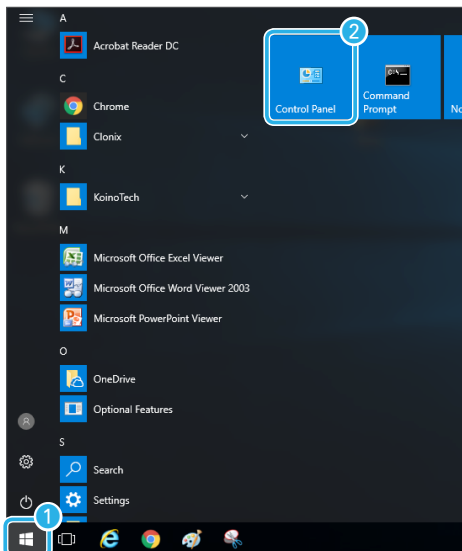 A
Acrobat Reader DC
C
Chrome
Clonix
K
KoinoTech
M
Microsoft Office Excel Viewer
Microsoft Office Word Viewer 2003
Microsoft PowerPoint Viewer
O
OneDrive
Optional Features
S
Search
Settings
2
Control Panel
C:\_
Command
Prompt
1